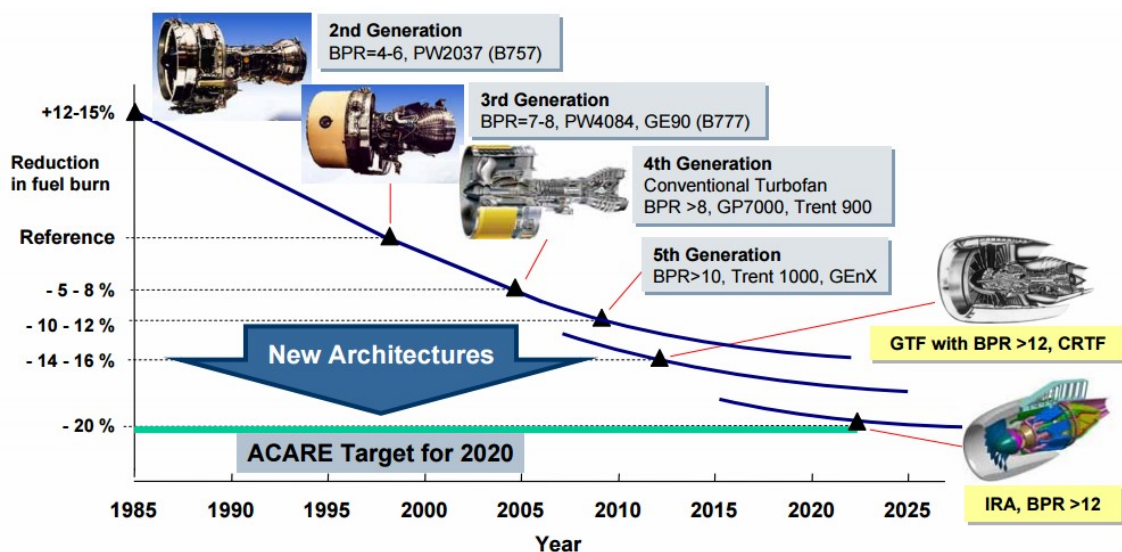 2nd Generation
BPR=4-6, PW2037 (B757)
3rd Generation
BPR=7-8, PW4084, GE90 (B777)
4th Generation
Conventional Turbofan
BPR >8, GP7000, Trent 900
5th Generation
BPR>10, Trent 1000, GEnX
GTF with BPR >12, CRTF
IRA, BPR >12
+12-15%
Reduction
in fuel burn
Reference
- 5 - 8 %
- 10 - 12 %
- 14 - 16 %
- 20 %
New Architectures
ACARE Target for 2020
1985
1990
1995
2000
2005
2010
2015
2020
2025
Year